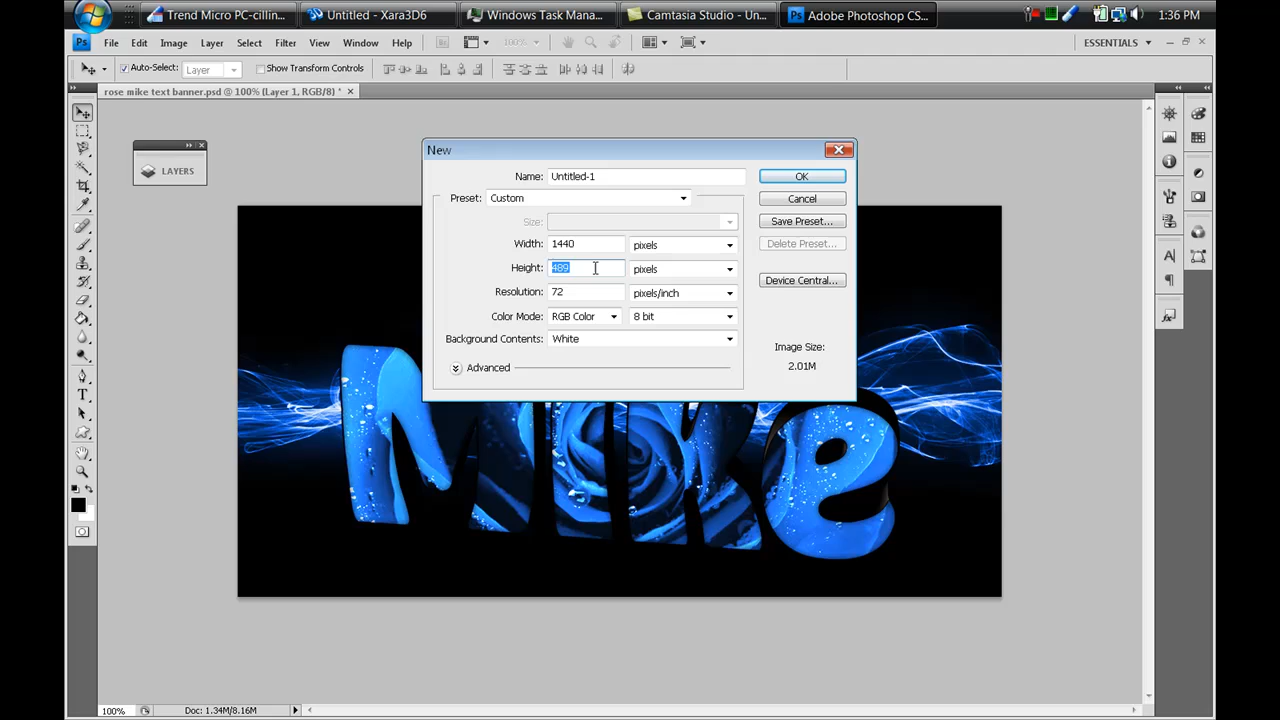 Trend Micro PC-cillin...
Untitled - Xara3D6
Windows Task Mana...
Camtasia Studio - Un...
Ps Adobe Photoshop CS...
1:36 PM
Ps File Edit Image Layer Select Filter View Window Help
100%
ESSENTIALS
Auto-Select: Layer Show Transform Controls
rose mike text banner.psd @ 100% (Layer 1, RGB/8) *
LAYERS
New
Name: Untitled-1
OK
Preset: Custom
Cancel
Size:
Save Preset...
Width: 1440 pixels
Delete Preset...
Height: 489 pixels
Device Central...
Resolution: 72 pixels/inch
Color Mode: RGB Color 8 bit
Background Contents: White
Image Size:
2.01M
Advanced
Mike
100%
Doc: 1.34M/8.16M